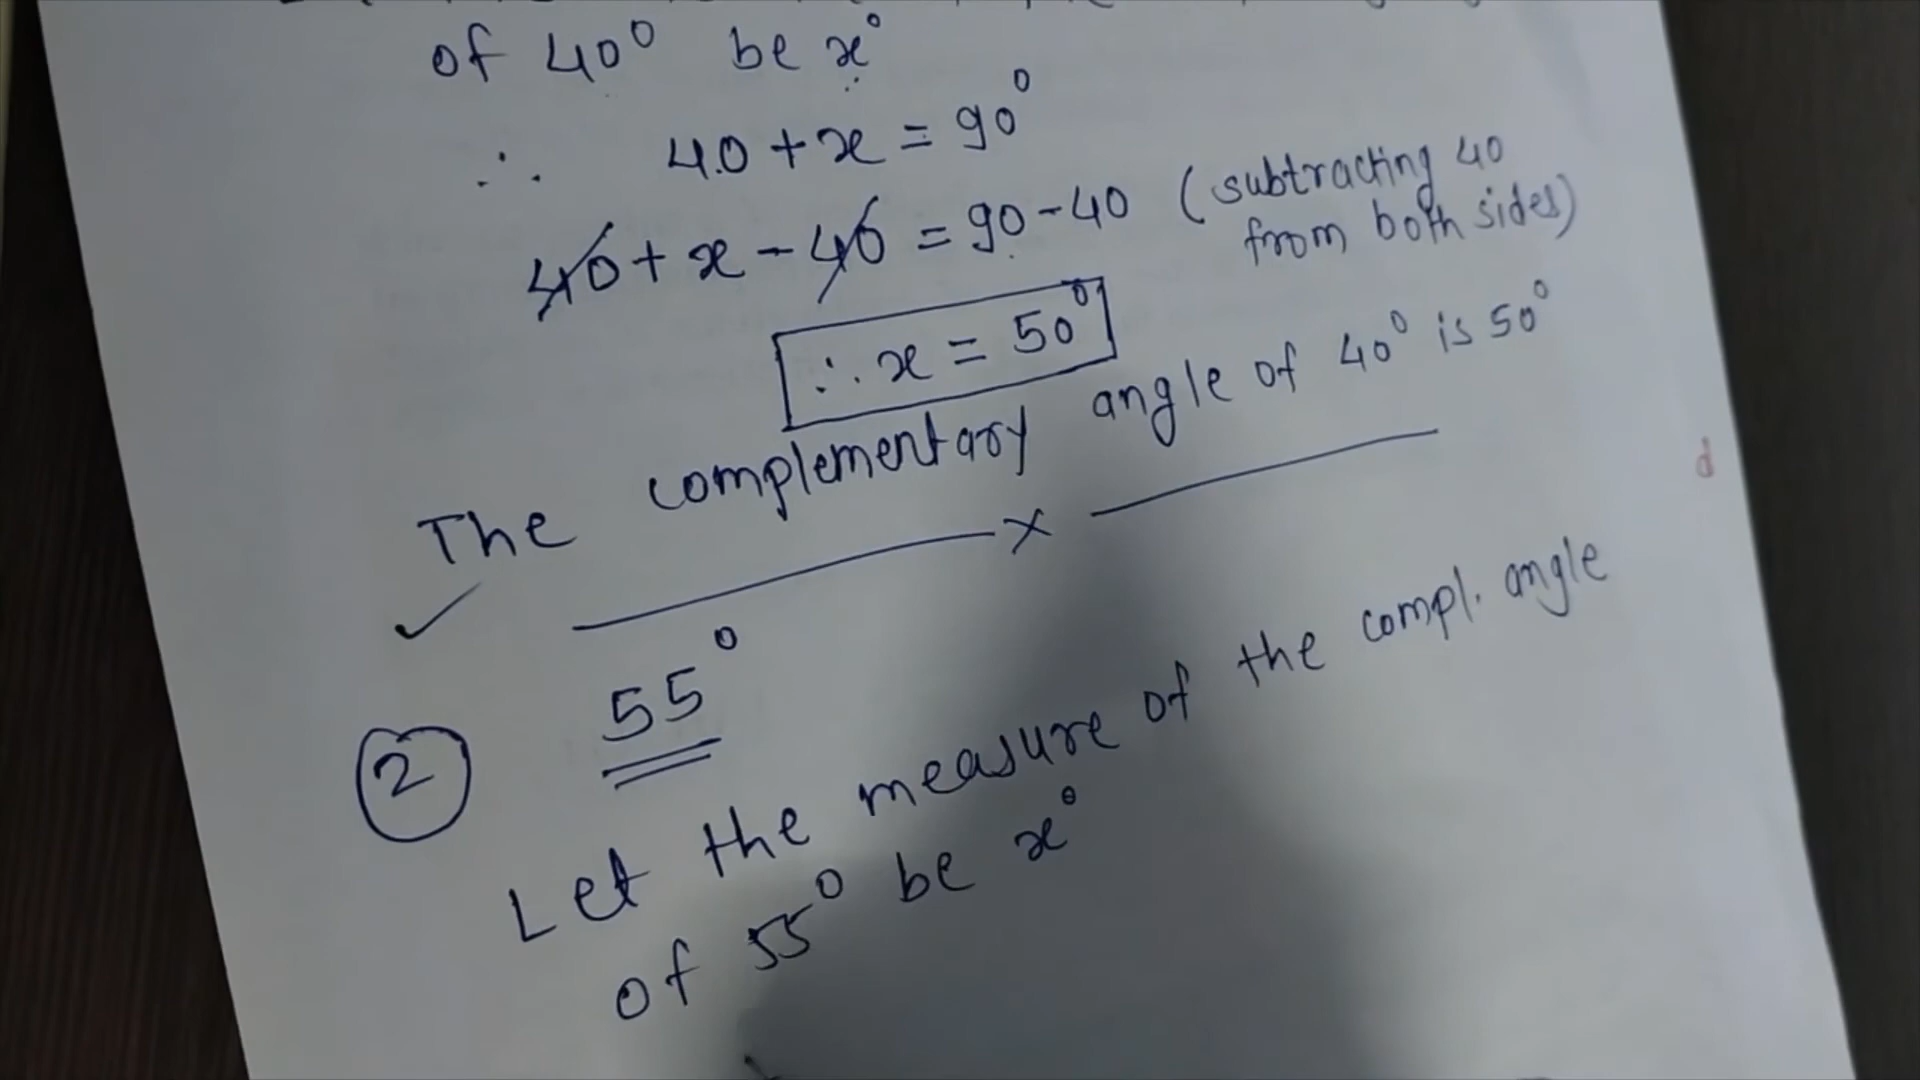 of 40° be x°
∴ 40 + x = 90°
40 + x - 40 = 90 - 40 (subtracting 40
from both sides)
∴ x = 50°
The complementary angle of 40° is 50°
x
② 55°
Let the measure of the compl. angle
of 55° be x°